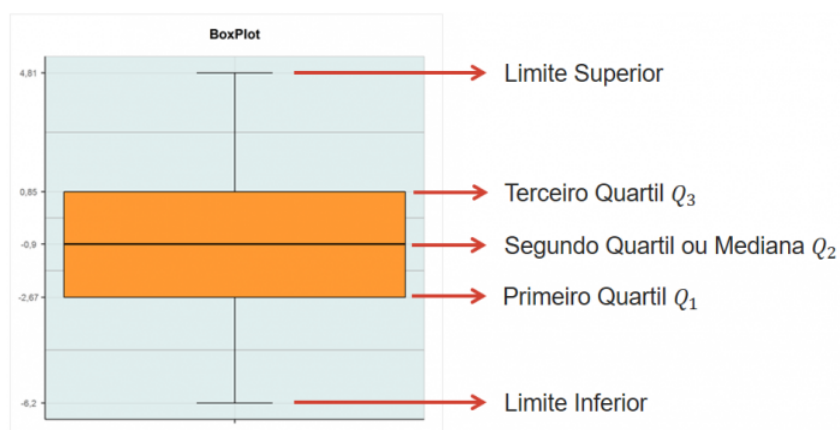 BoxPlot
4,81
Limite Superior
0,85
Terceiro Quartil Q₃
-0,9
Segundo Quartil ou Mediana Q₂
-2,67
Primeiro Quartil Q₁
-6,2
Limite Inferior